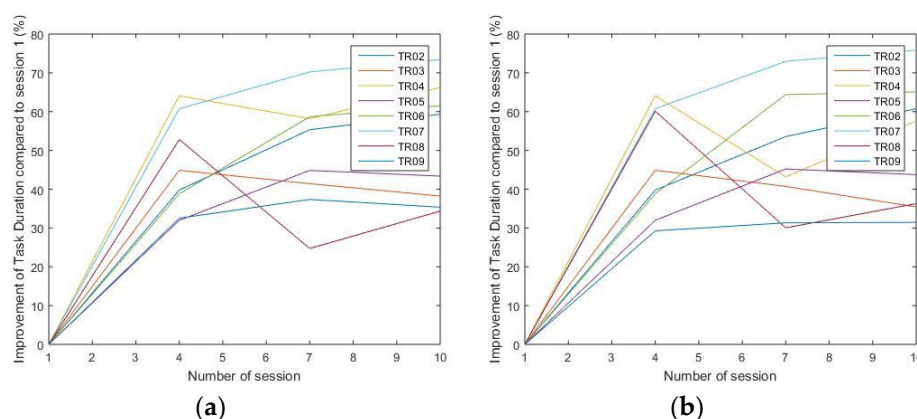 Improvement of Task Duration compared to session 1 (%)
80
70
60
50
40
30
20
10
0
TR02
TR03
TR04
TR05
TR06
TR07
TR08
TR09
1 2 3 4 5 6 7 8 9 10
Number of session
(a)
Improvement of Task Duration compared to session 1 (%)
80
70
60
50
40
30
20
10
0
TR02
TR03
TR04
TR05
TR06
TR07
TR08
TR09
1 2 3 4 5 6 7 8 9 10
Number of session
(b)